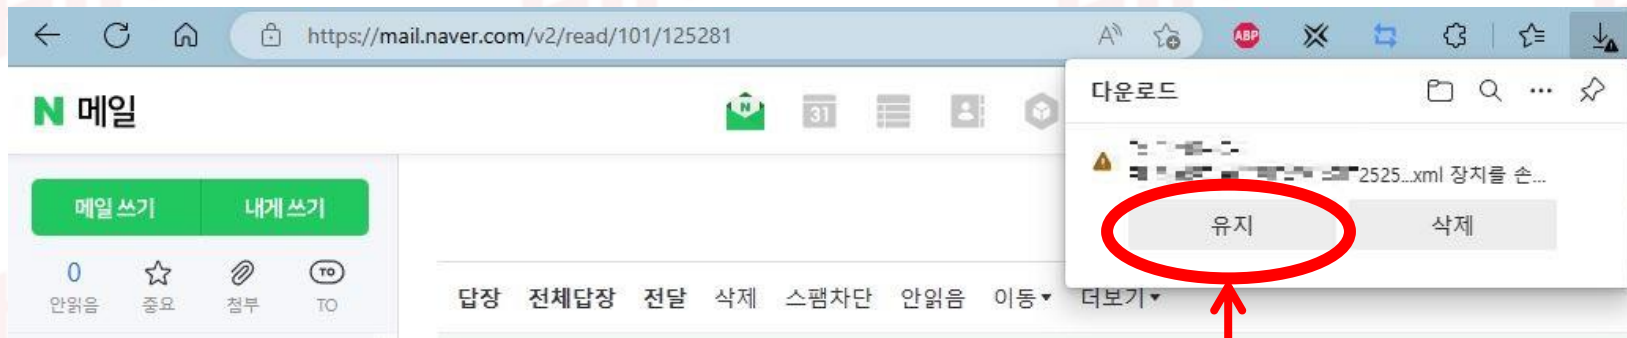 https://mail.naver.com/v2/read/101/125281
A
ABP
다운로드
N 메일
N
31
2525...xml 장치를 손...
유지
삭제
메일쓰기
내게쓰기
0
TO
안읽음
중요
첨부
TO
답장 전체답장 전달 삭제 스팸차단 안읽음 이동 더보기